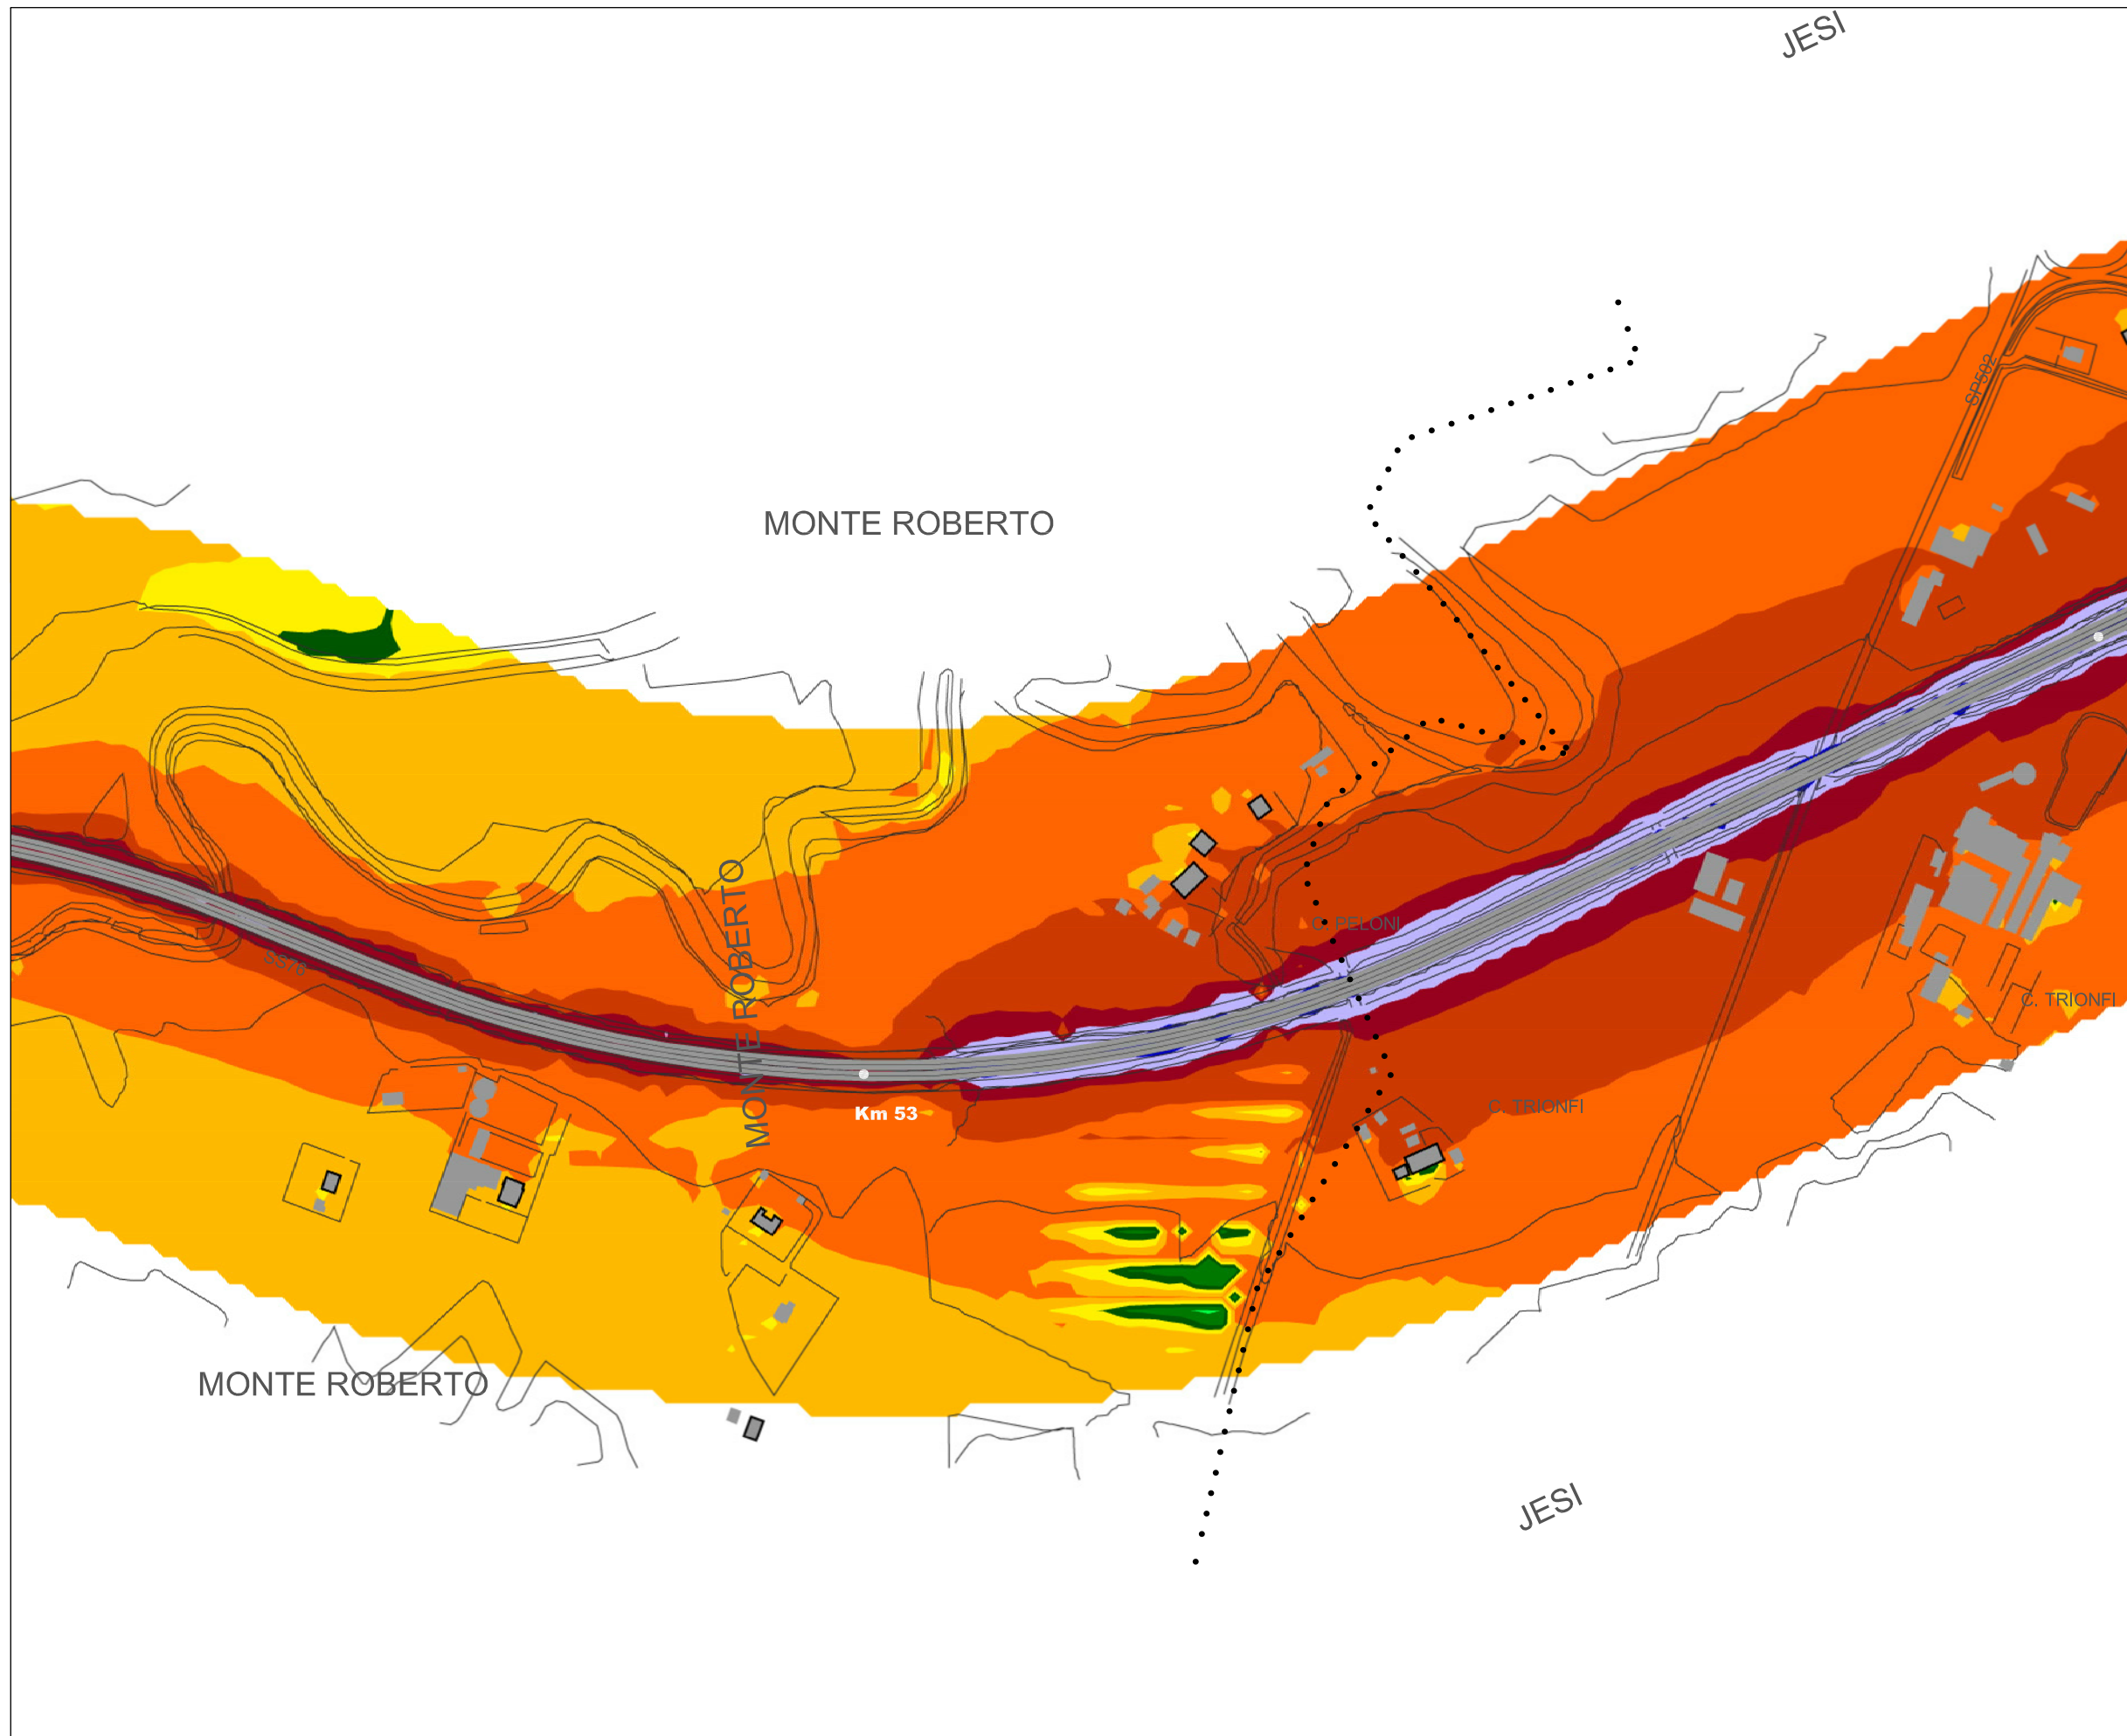 JESI
SP502
MONTE ROBERTO
MONTE ROBERTO
C. PELONI
SS76
C. TRIONFI
C. TRIONFI
Km 53
MONTE ROBERTO
JESI